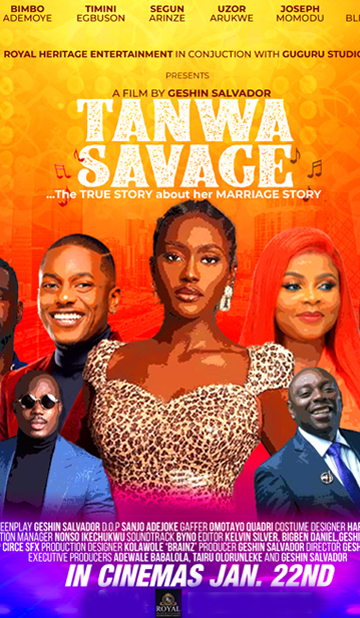 BIMBO TIMINI SEGUN UZOR JOSEPH
ADEMOYE EGBUSON ARINZE ARUKWE MOMODU BL
ROYAL HERITAGE ENTERTAINMENT IN CONJUCTION WITH GUGURU STUDIO
PRESENTS
A FILM BY GESHIN SALVADOR
TANWA
SAVAGE
...The TRUE STORY about her MARRIAGE STORY
EENPLAY GESHIN SALVADOR D.O.P SANJO ADEJOKE GAFFER OMOTAYO QUADRI COSTUME DESIGNER HAR
TION MANAGER NONSO IKECHUKWU SOUNDTRACK BYNO EDITOR KELVIN SILVER, BIGBEN DANIEL, GESHI
CIRCE SFX PRODUCTION DESIGNER KOLAWOLE 'BRAINZ' PRODUCER GESHIN SALVADOR DIRECTOR GESH
EXECUTIVE PRODUCERS ADEWALE BABALOLA, TAIRU OLORUNLEKE AND GESHIN SALVADOR
IN CINEMAS JAN. 22ND
ROYAL